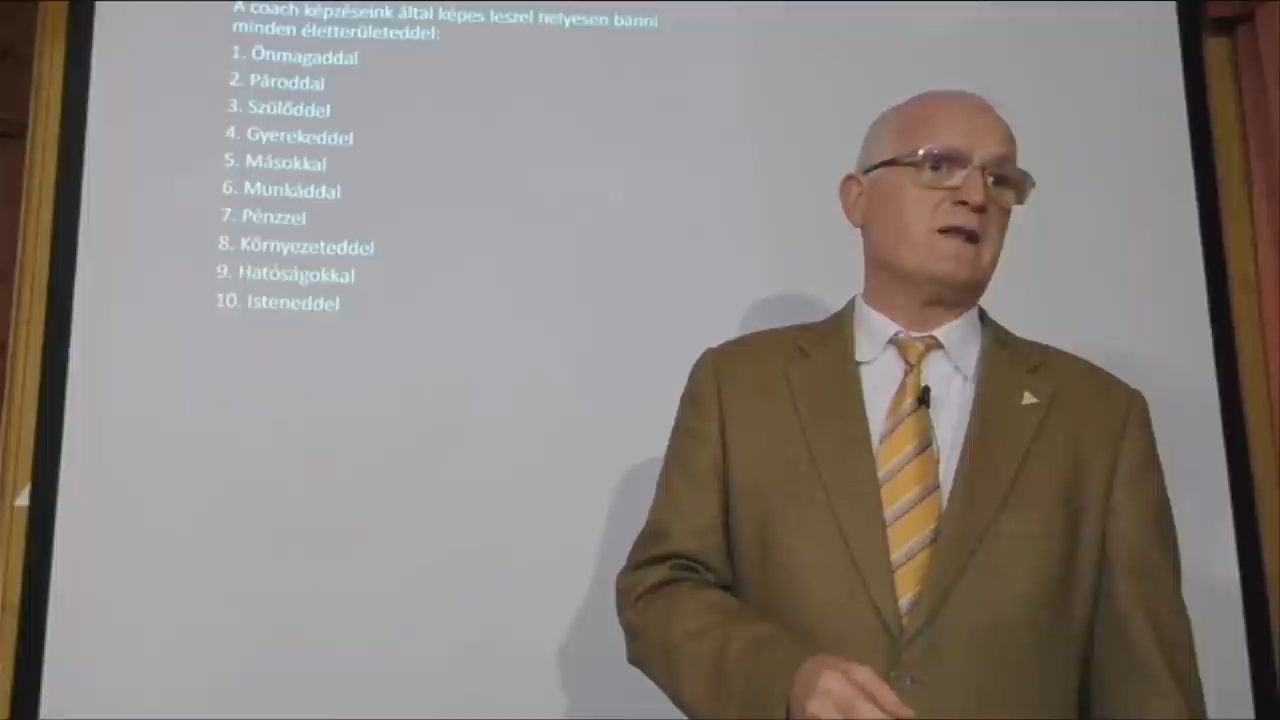 A coach képzéseink által képes leszel helyesen bánni
minden életterületeddel:
1. Önmagaddal
2. Pároddal
3. Szülőddel
4. Gyerekeddel
5. Másokkal
6. Munkáddal
7. Pénzzel
8. Környezeteddel
9. Hatóságokkal
10. Isteneddel